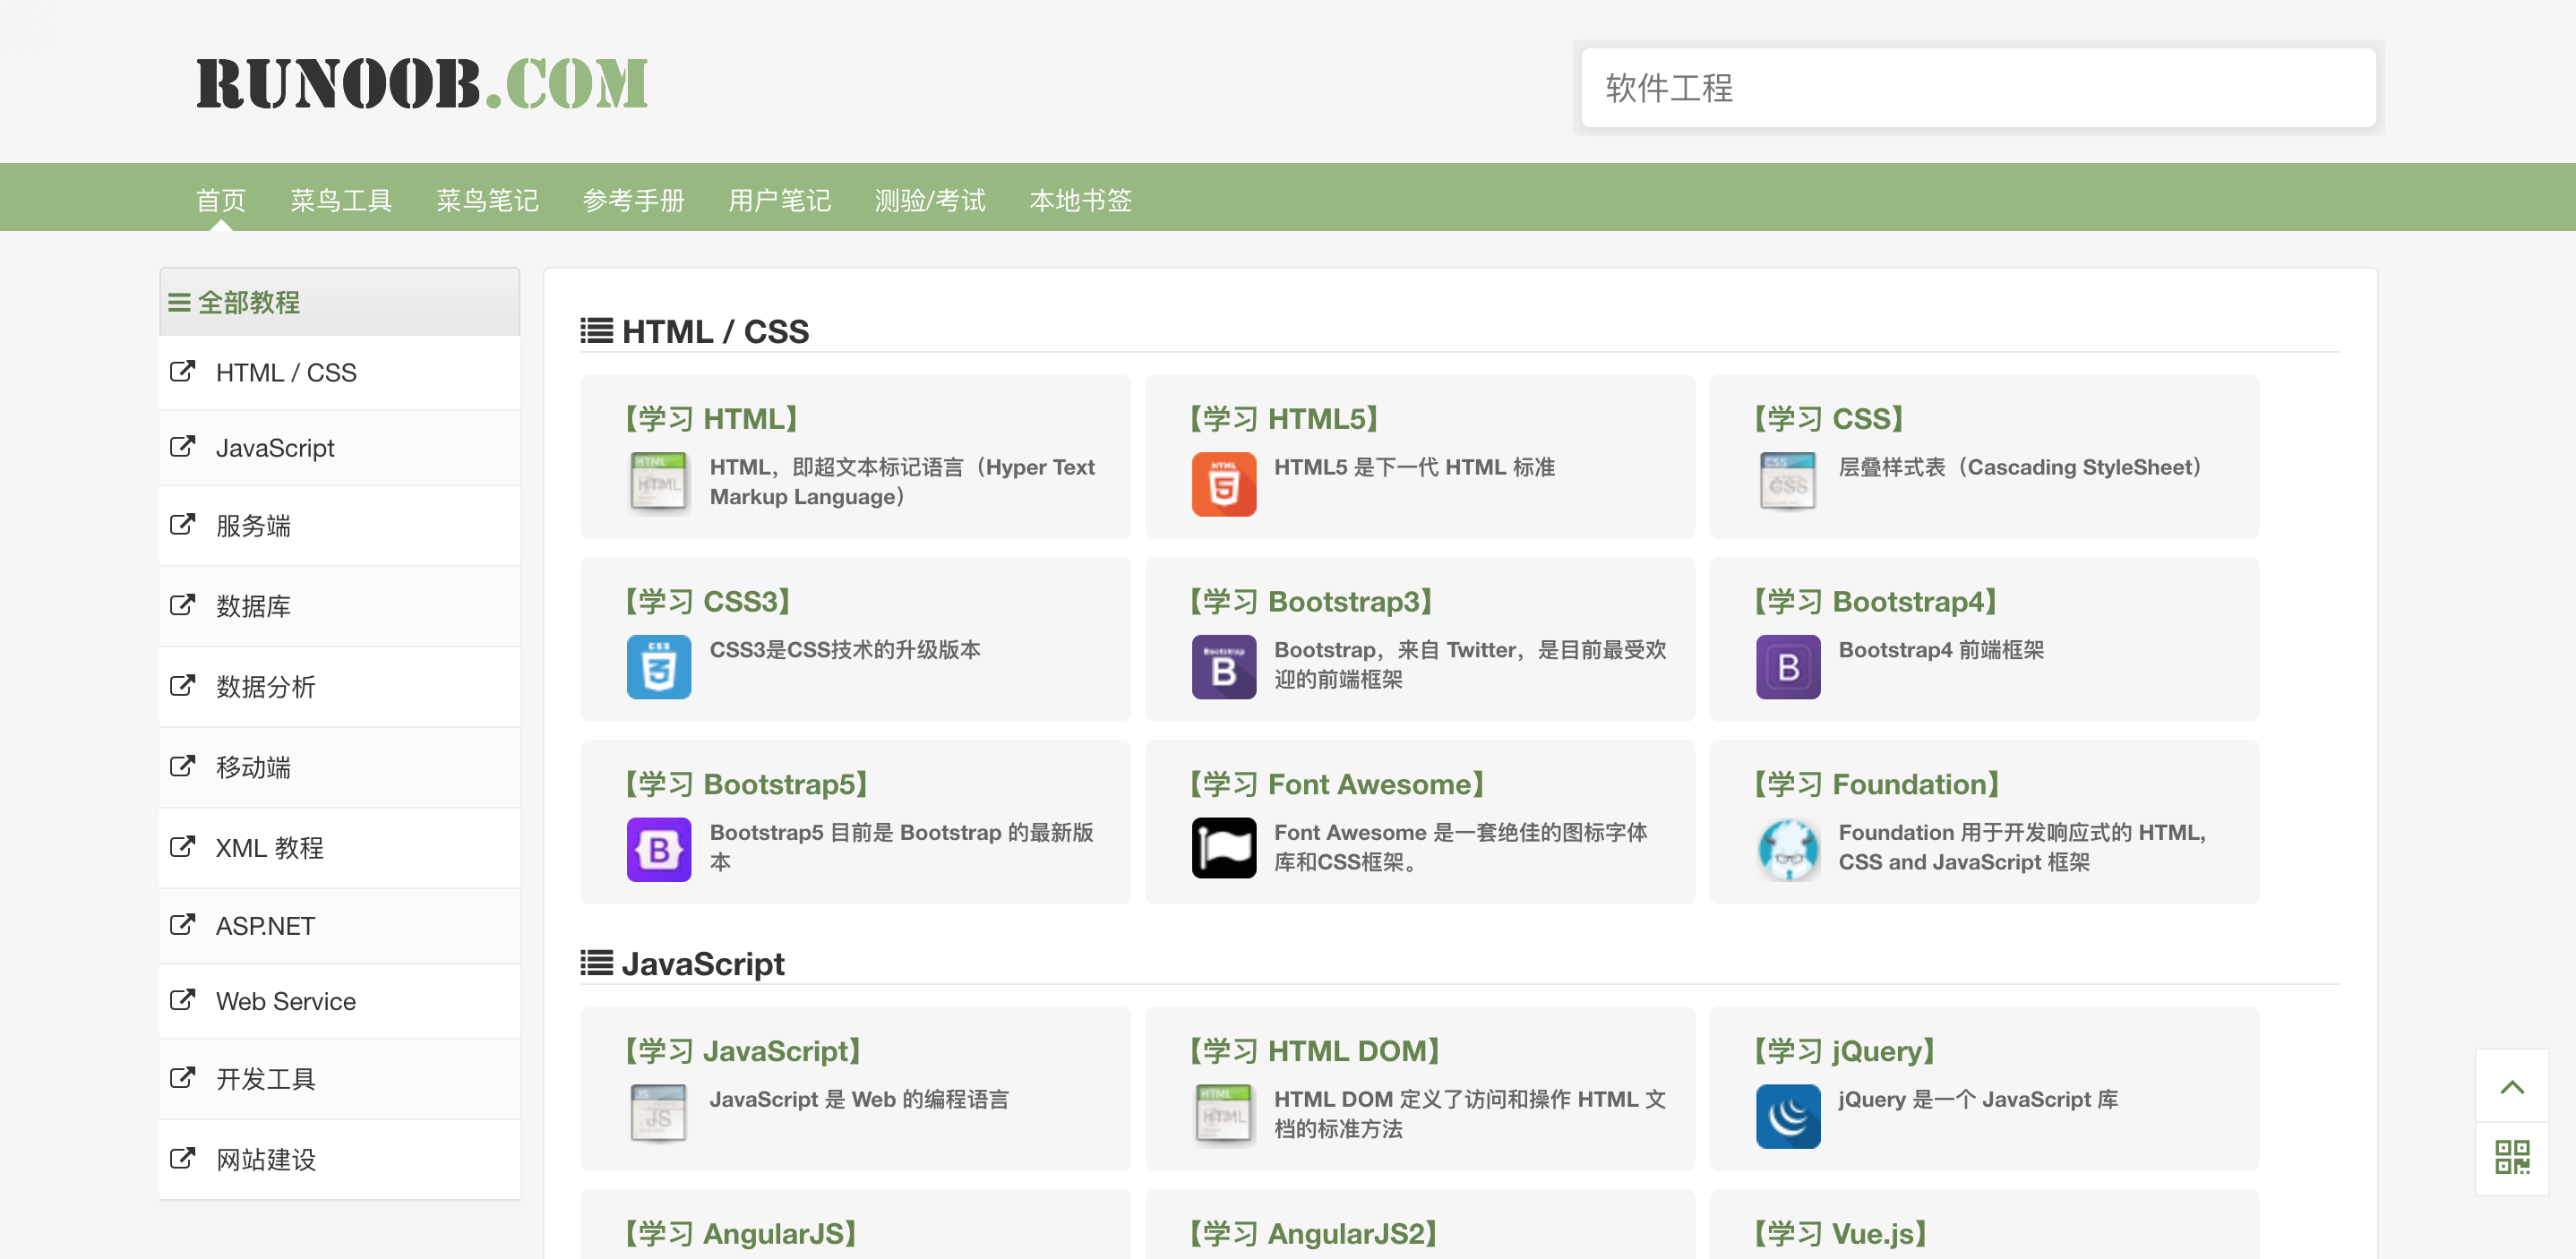 RUNOOB.COM
软件工程
首页 菜鸟工具 菜鸟笔记 参考手册 用户笔记 测验/考试 本地书签
全部教程
HTML / CSS
JavaScript
服务端
数据库
数据分析
移动端
XML 教程
ASP.NET
Web Service
开发工具
网站建设
HTML / CSS
【学习 HTML】
HTML，即超文本标记语言（Hyper Text
Markup Language）
【学习 HTML5】
HTML5 是下一代 HTML 标准
【学习 CSS】
层叠样式表（Cascading StyleSheet）
【学习 CSS3】
CSS3是CSS技术的升级版本
【学习 Bootstrap3】
Bootstrap，来自 Twitter，是目前最受欢
迎的前端框架
【学习 Bootstrap4】
Bootstrap4 前端框架
【学习 Bootstrap5】
Bootstrap5 目前是 Bootstrap 的最新版
本
【学习 Font Awesome】
Font Awesome 是一套绝佳的图标字体
库和CSS框架。
【学习 Foundation】
Foundation 用于开发响应式的 HTML,
CSS and JavaScript 框架
JavaScript
【学习 JavaScript】
JavaScript 是 Web 的编程语言
【学习 HTML DOM】
HTML DOM 定义了访问和操作 HTML 文
档的标准方法
【学习 jQuery】
jQuery 是一个 JavaScript 库
【学习 AngularJS】
【学习 AngularJS2】
【学习 Vue.js】